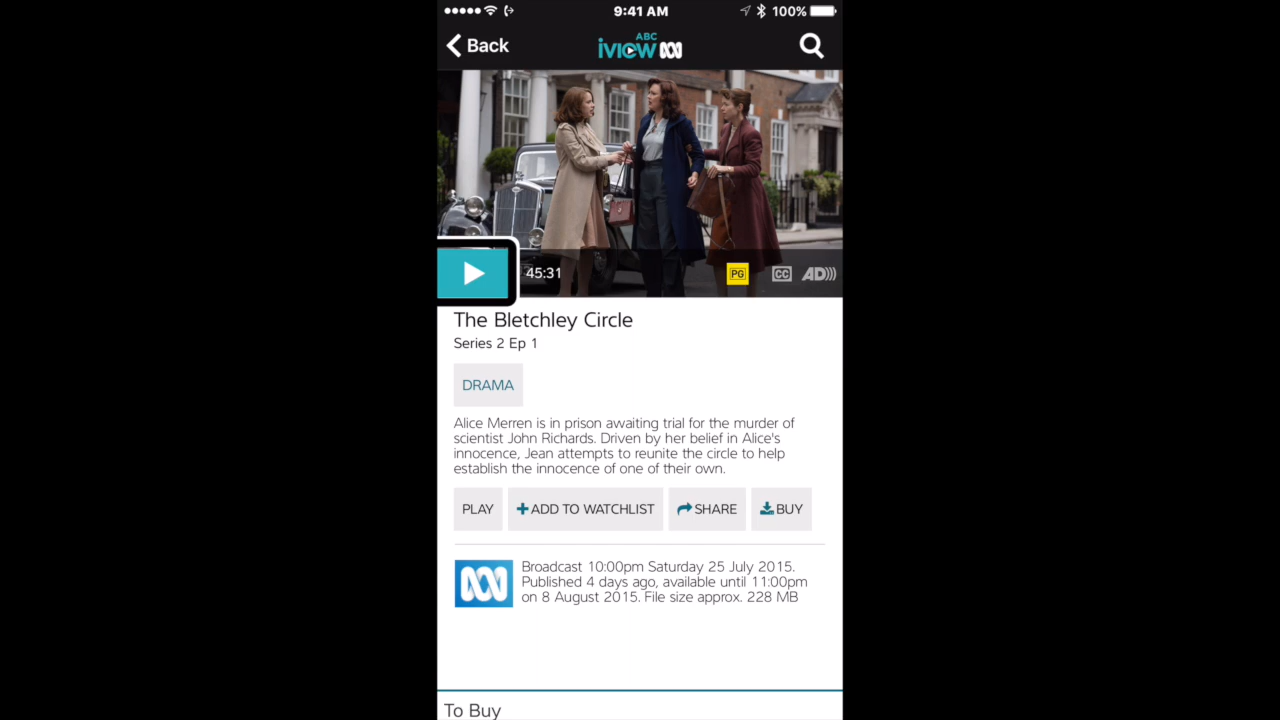 9:41 AM
100%
Back
ABC
iview
45:31
PG
CC
AD
The Bletchley Circle
Series 2 Ep 1
DRAMA
Alice Merren is in prison awaiting trial for the murder of
scientist John Richards. Driven by her belief in Alice's
innocence, Jean attempts to reunite the circle to help
establish the innocence of one of their own.
PLAY
ADD TO WATCHLIST
SHARE
BUY
Broadcast 10:00pm Saturday 25 July 2015.
Published 4 days ago, available until 11:00pm
on 8 August 2015. File size approx. 228 MB
To Buy